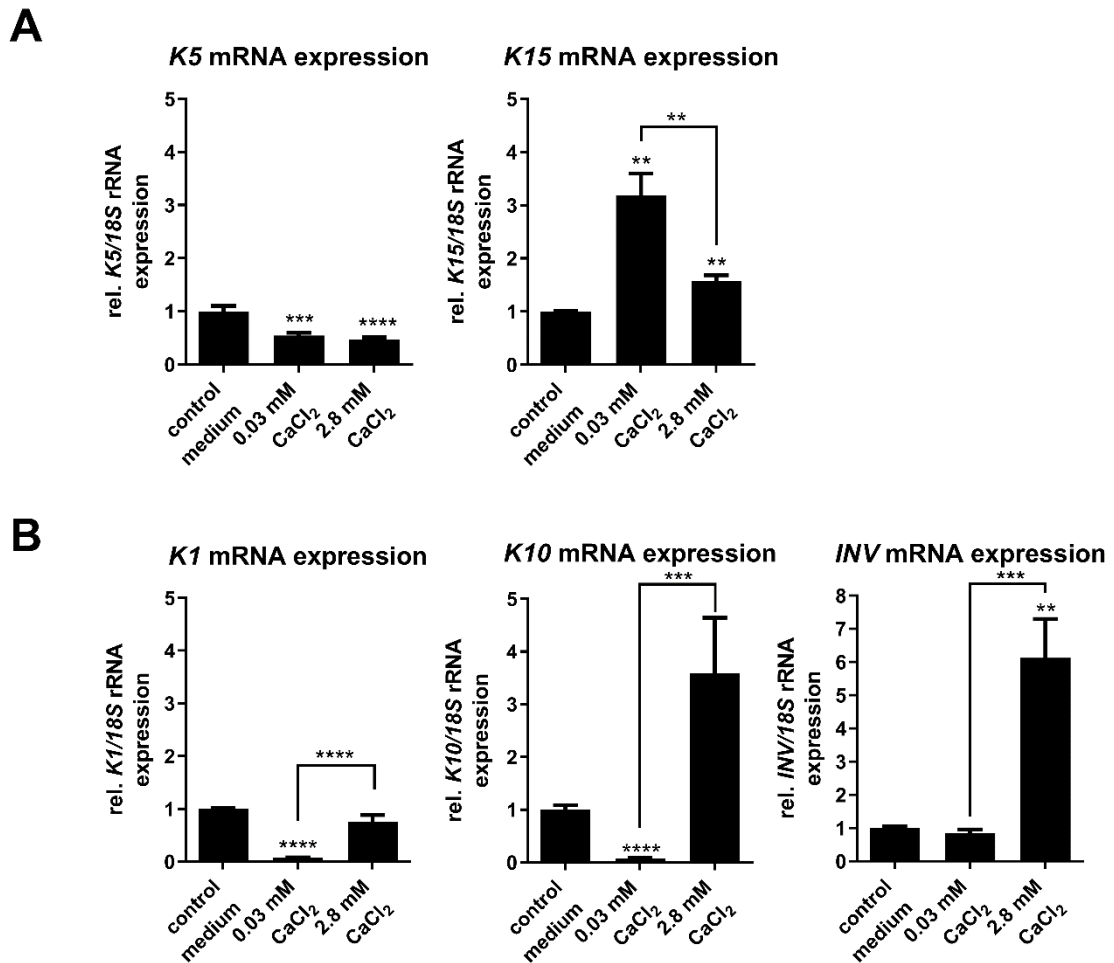 A
K5 mRNA expression
rel. K5/18S rRNA
expression
5
4
3
2
1
0
***
****
control
medium
0.03 mM
CaCl₂
2.8 mM
CaCl₂
K15 mRNA expression
rel. K15/18S rRNA
expression
5
4
3
2
1
0
**
**
**
control
medium
0.03 mM
CaCl₂
2.8 mM
CaCl₂
B
K1 mRNA expression
rel. K1/18S rRNA
expression
5
4
3
2
1
0
****
****
control
medium
0.03 mM
CaCl₂
2.8 mM
CaCl₂
K10 mRNA expression
rel. K10/18S rRNA
expression
5
4
3
2
1
0
***
****
control
medium
0.03 mM
CaCl₂
2.8 mM
CaCl₂
INV mRNA expression
rel. INV/18S rRNA
expression
8
7
6
5
4
3
2
1
0
***
**
control
medium
0.03 mM
CaCl₂
2.8 mM
CaCl₂